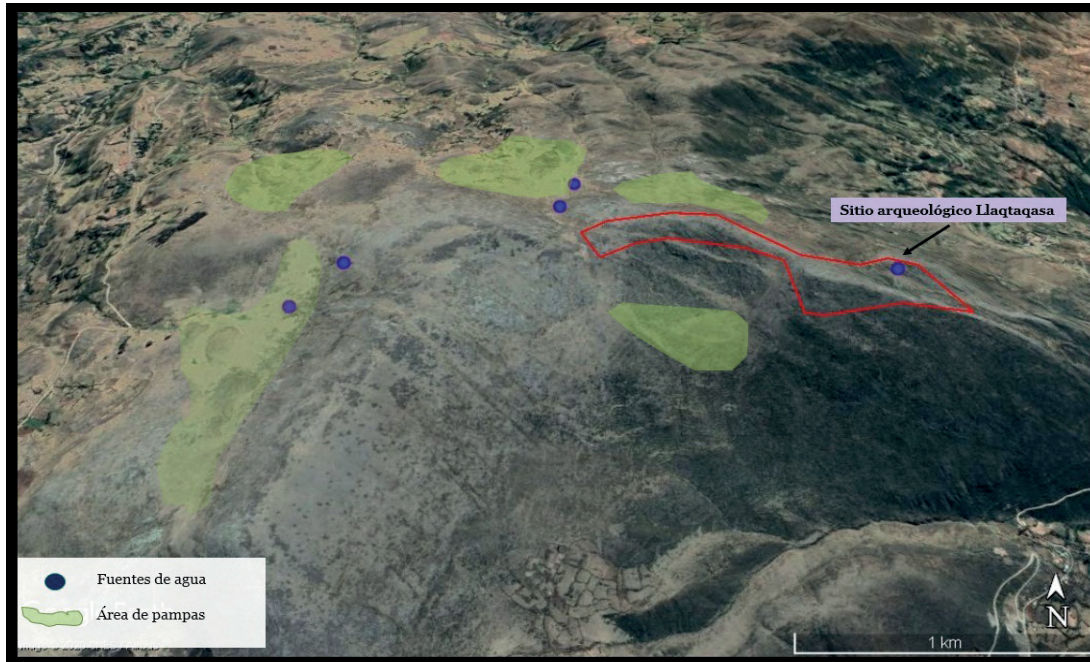 Sitio arqueológico Llaqtaqasa
Fuentes de agua
Área de pampas
N
1 km